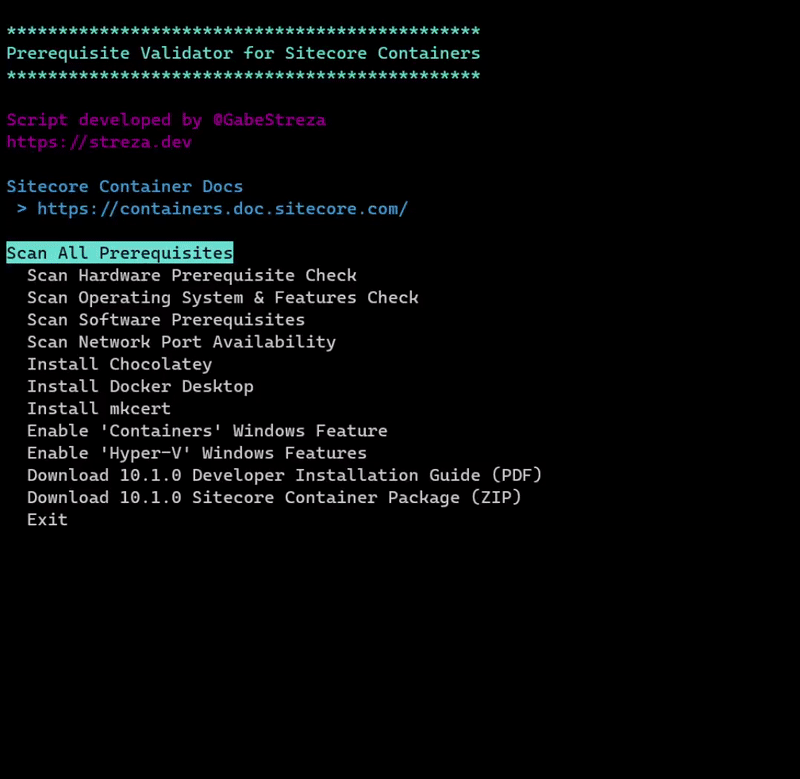 **********************************************
Prerequisite Validator for Sitecore Containers
**********************************************
Script developed by @GabeStreza
https://streza.dev
Sitecore Container Docs
> https://containers.doc.sitecore.com/
Scan All Prerequisites
Scan Hardware Prerequisite Check
Scan Operating System & Features Check
Scan Software Prerequisites
Scan Network Port Availability
Install Chocolatey
Install Docker Desktop
Install mkcert
Enable 'Containers' Windows Feature
Enable 'Hyper-V' Windows Features
Download 10.1.0 Developer Installation Guide (PDF)
Download 10.1.0 Sitecore Container Package (ZIP)
Exit